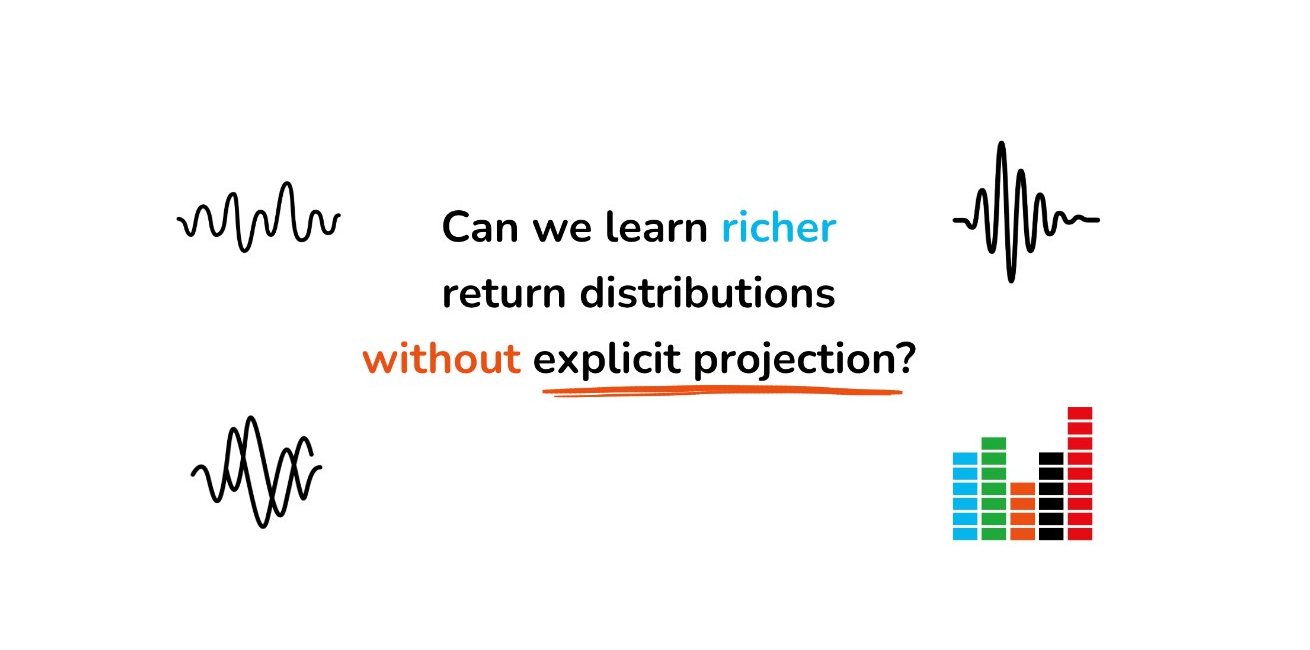 Can we learn richer
return distributions
without explicit projection?